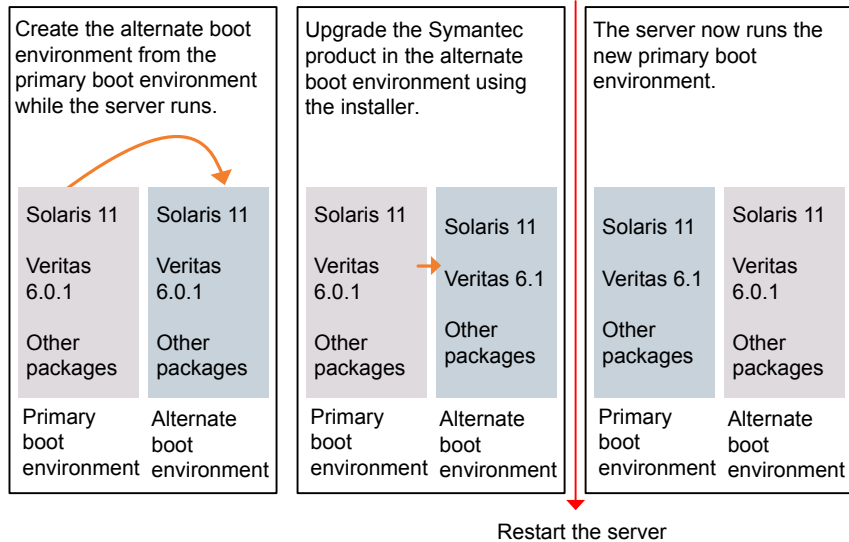 Create the alternate boot
environment from the
primary boot environment
while the server runs.
Solaris 11
Veritas
6.0.1
Other
packages
Primary
boot
environment
Solaris 11
Veritas
6.0.1
Other
packages
Alternate
boot
environment
Upgrade the Symantec
product in the alternate
boot environment using
the installer.
Solaris 11
Veritas
6.0.1
Other
packages
Primary
boot
environment
Solaris 11
Veritas 6.1
Other
packages
Alternate
boot
environment
The server now runs the
new primary boot
environment.
Solaris 11
Veritas 6.1
Other
packages
Primary
boot
environment
Solaris 11
Veritas
6.0.1
Other
packages
Alternate
boot
environment
Restart the server